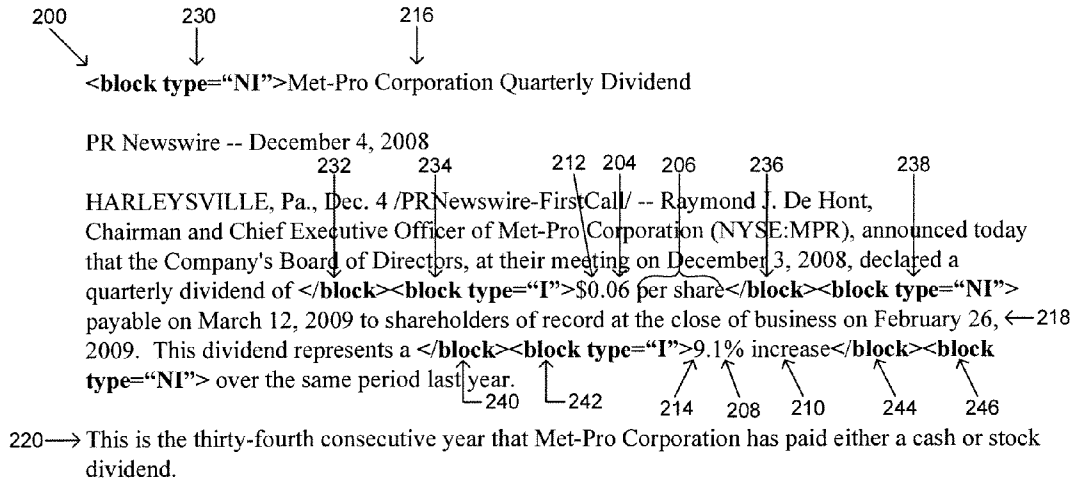 200 230 216
<block type=“NI”>Met-Pro Corporation Quarterly Dividend
PR Newswire -- December 4, 2008
232 234 212 204 206 236 238
HARLEYSVILLE, Pa., Dec. 4 /PRNewswire-FirstCall/ -- Raymond J. De Hont,
Chairman and Chief Executive Officer of Met-Pro Corporation (NYSE:MPR), announced today
that the Company's Board of Directors, at their meeting on December 3, 2008, declared a
quarterly dividend of </block><block type=“I”>$0.06 per share</block><block type=“NI”>
payable on March 12, 2009 to shareholders of record at the close of business on February 26, 218
2009. This dividend represents a </block><block type=“I”>9.1% increase</block><block
type=“NI”> over the same period last year.
240 242 214 208 210 244 246
220 This is the thirty-fourth consecutive year that Met-Pro Corporation has paid either a cash or stock
dividend.